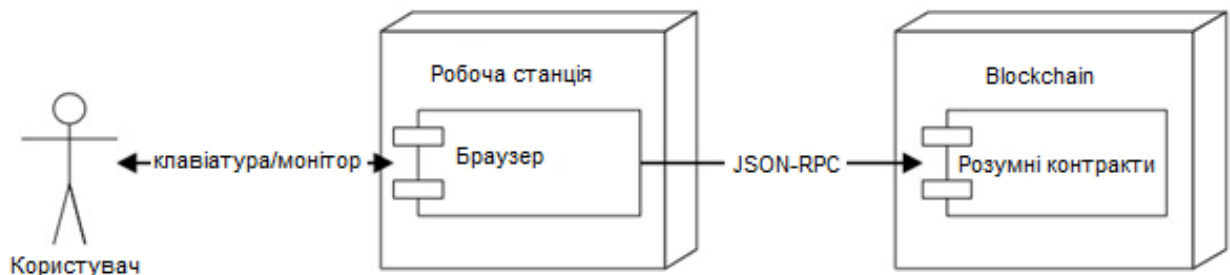 Робоча станція
Blockchain
клавіатура/монітор
Браузер
JSON-RPC
Розумні контракти
Користувач